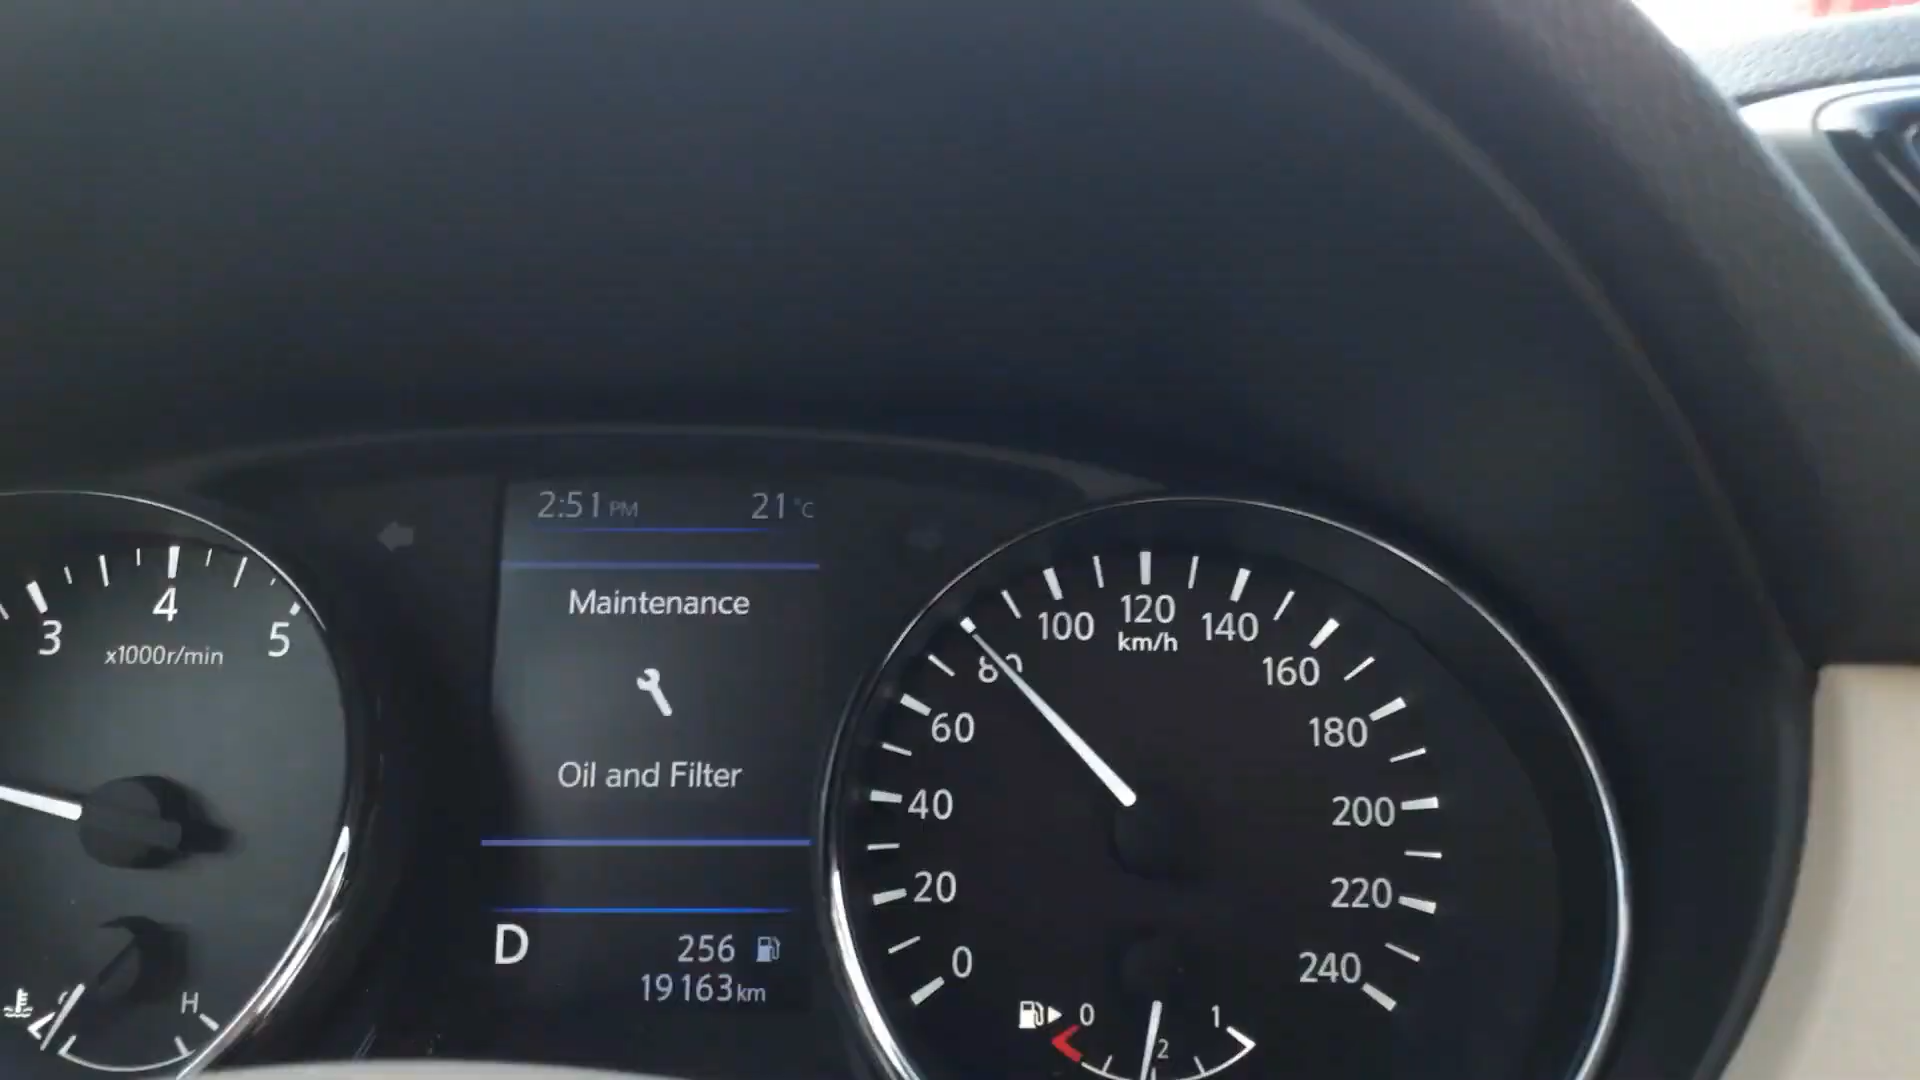 2:51 PM 21°C
Maintenance
Oil and Filter
D 256
19163 km
3 4 5
x1000r/min
H
0 20 40 60 80 100 120 140 160 180 200 220 240
km/h
0 1
2